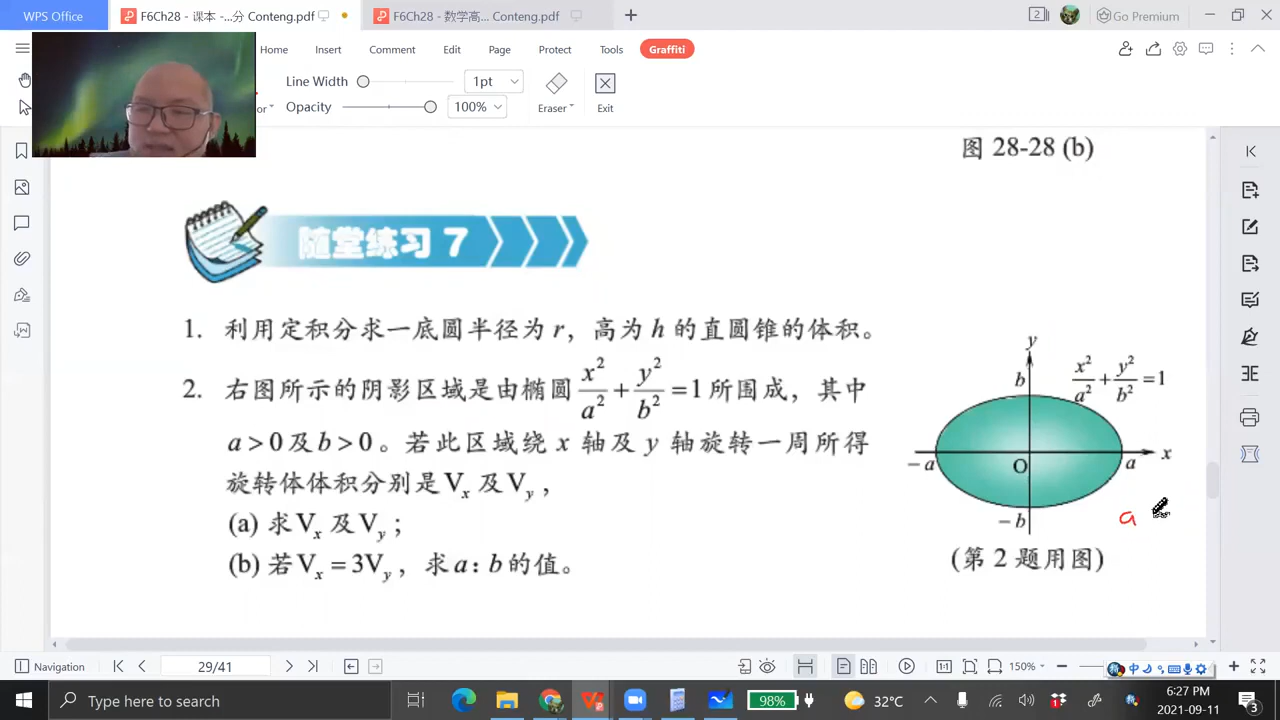 WPS Office
F6Ch28 - 课本 -...分 Conteng.pdf
F6Ch28 - 数学高... Conteng.pdf
Go Premium
Home
Insert
Comment
Edit
Page
Protect
Tools
Graffiti
Line Width
1pt
Opacity
100%
Eraser
Exit
图 28-28 (b)
随堂练习 7
1. 利用定积分求一底圆半径为 r，高为 h 的直圆锥的体积。
2. 右图所示的阴影区域是由椭圆 x²/a² + y²/b² = 1 所围成，其中
a > 0 及 b > 0。若此区域绕 x 轴及 y 轴旋转一周所得
旋转体体积分别是 Vₓ 及 Vᵧ，
(a) 求 Vₓ 及 Vᵧ；
(b) 若 Vₓ = 3Vᵧ，求 a : b 的值。
y
b
x²/a² + y²/b² = 1
-a
O
a
x
-b
a
(第 2 题用图)
Navigation
29/41
1:1
150%
中
Type here to search
98%
32°C
6:27 PM
2021-09-11